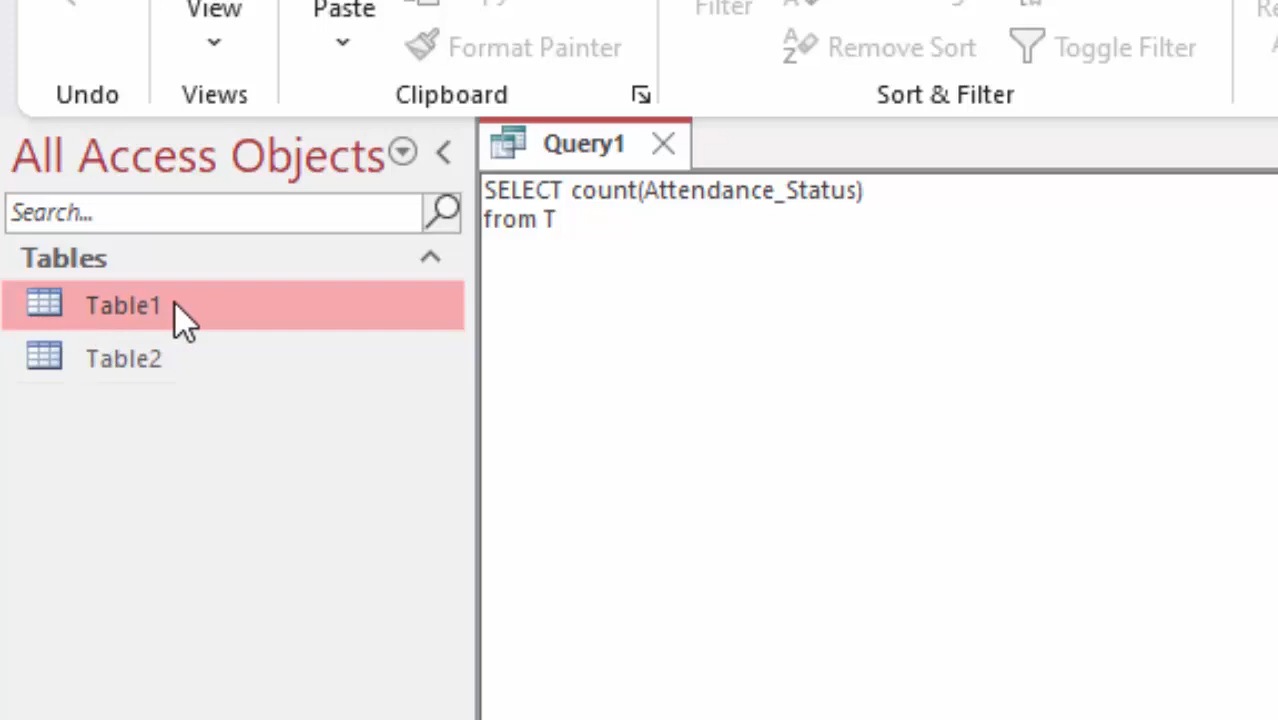 View
Paste
Filter
Format Painter
Remove Sort
Toggle Filter
Undo
Views
Clipboard
Sort & Filter
All Access Objects
Query1
Search...
SELECT count(Attendance_Status)
from T
Tables
Table1
Table2